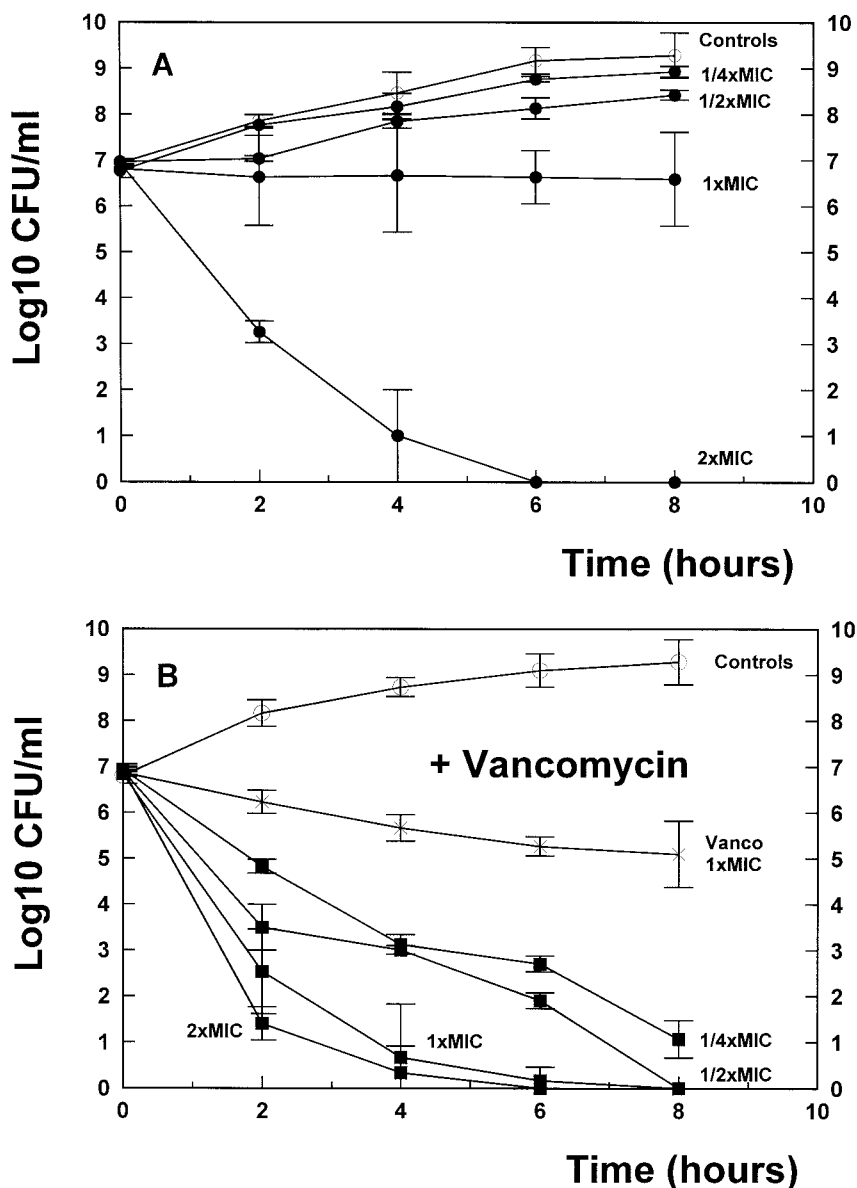 A
Log10 CFU/ml
10
9
8
7
6
5
4
3
2
1
0
10
9
8
7
6
5
4
3
2
1
0
Controls
1/4xMIC
1/2xMIC
1xMIC
2xMIC
0
2
4
6
8
10
Time (hours)
B
Log10 CFU/ml
10
9
8
7
6
5
4
3
2
1
0
10
9
8
7
6
5
4
3
2
1
0
Controls
+ Vancomycin
Vanco
1xMIC
2xMIC
1xMIC
1/4xMIC
1/2xMIC
0
2
4
6
8
10
Time (hours)